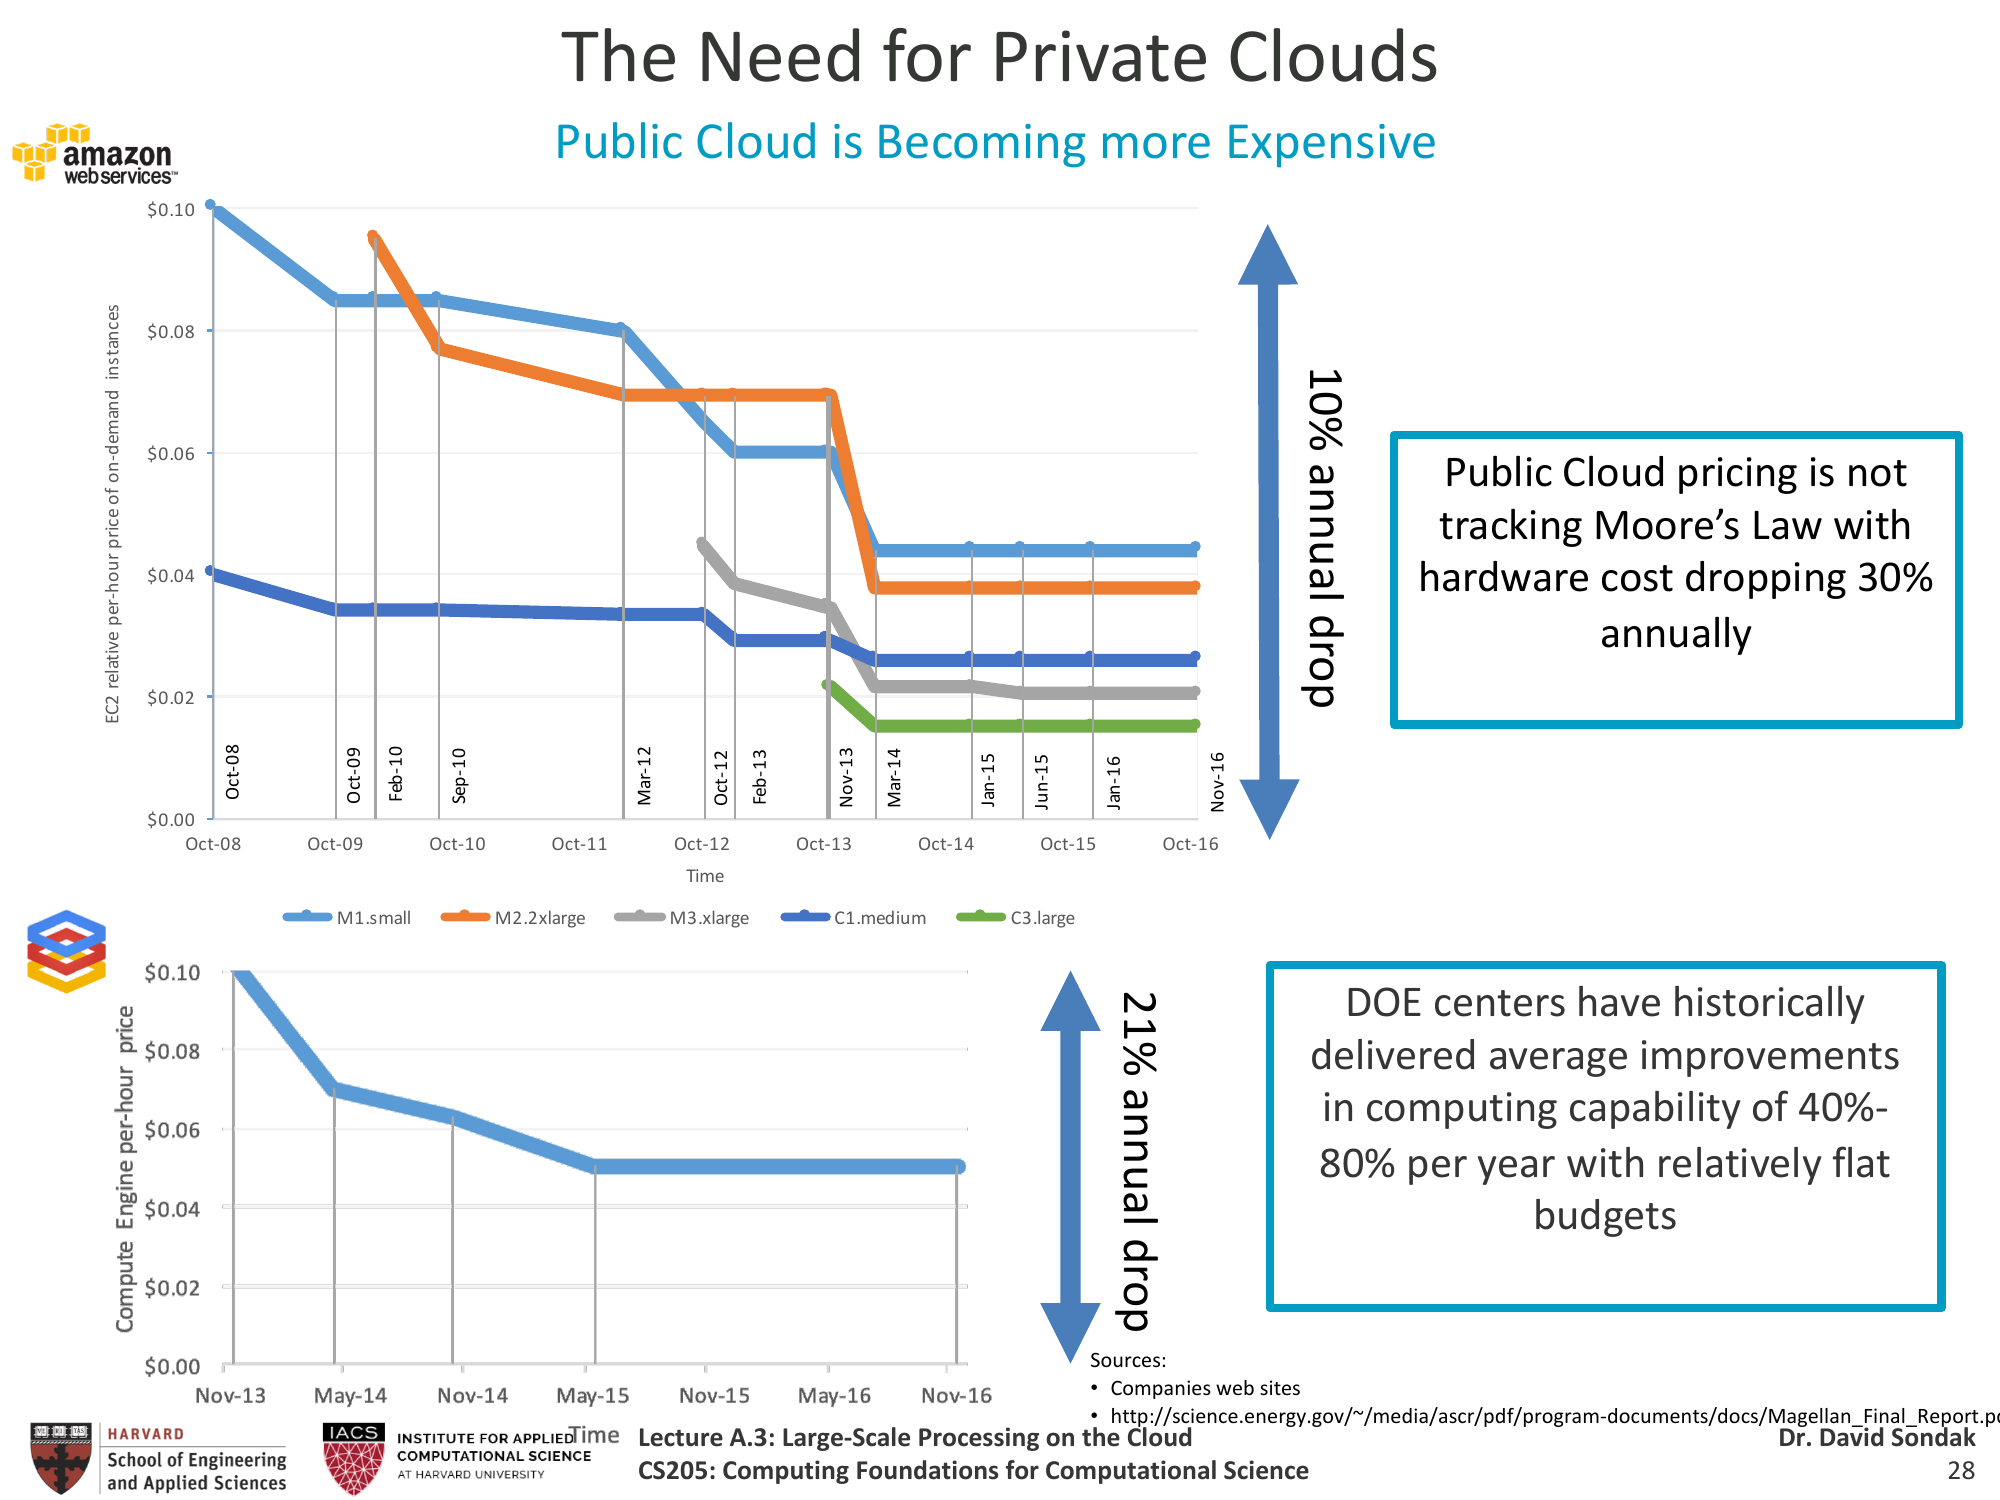 The Need for Private Clouds
Public Cloud is Becoming more Expensive
amazon
webservices™
EC2 relative per-hour price of on-demand instances
$0.10
$0.08
$0.06
$0.04
$0.02
$0.00
Oct-08
Oct-09
Feb-10
Sep-10
Mar-12
Oct-12
Feb-13
Nov-13
Mar-14
Jan-15
Jun-15
Jan-16
Nov-16
Oct-08
Oct-09
Oct-10
Oct-11
Oct-12
Oct-13
Oct-14
Oct-15
Oct-16
Time
M1.small
M2.2xlarge
M3.xlarge
C1.medium
C3.large
10% annual drop
Public Cloud pricing is not
tracking Moore’s Law with
hardware cost dropping 30%
annually
Compute Engine per-hour price
$0.10
$0.08
$0.06
$0.04
$0.02
$0.00
Nov-13
May-14
Nov-14
May-15
Nov-15
May-16
Nov-16
Time
21% annual drop
DOE centers have historically
delivered average improvements
in computing capability of 40%-
80% per year with relatively flat
budgets
Sources:
• Companies web sites
• http://science.energy.gov/~/media/ascr/pdf/program-documents/docs/Magellan_Final_Report.p
HARVARD
School of Engineering
and Applied Sciences
IACS
INSTITUTE FOR APPLIED
COMPUTATIONAL SCIENCE
AT HARVARD UNIVERSITY
Lecture A.3: Large-Scale Processing on the Cloud
CS205: Computing Foundations for Computational Science
Dr. David Sondak
28